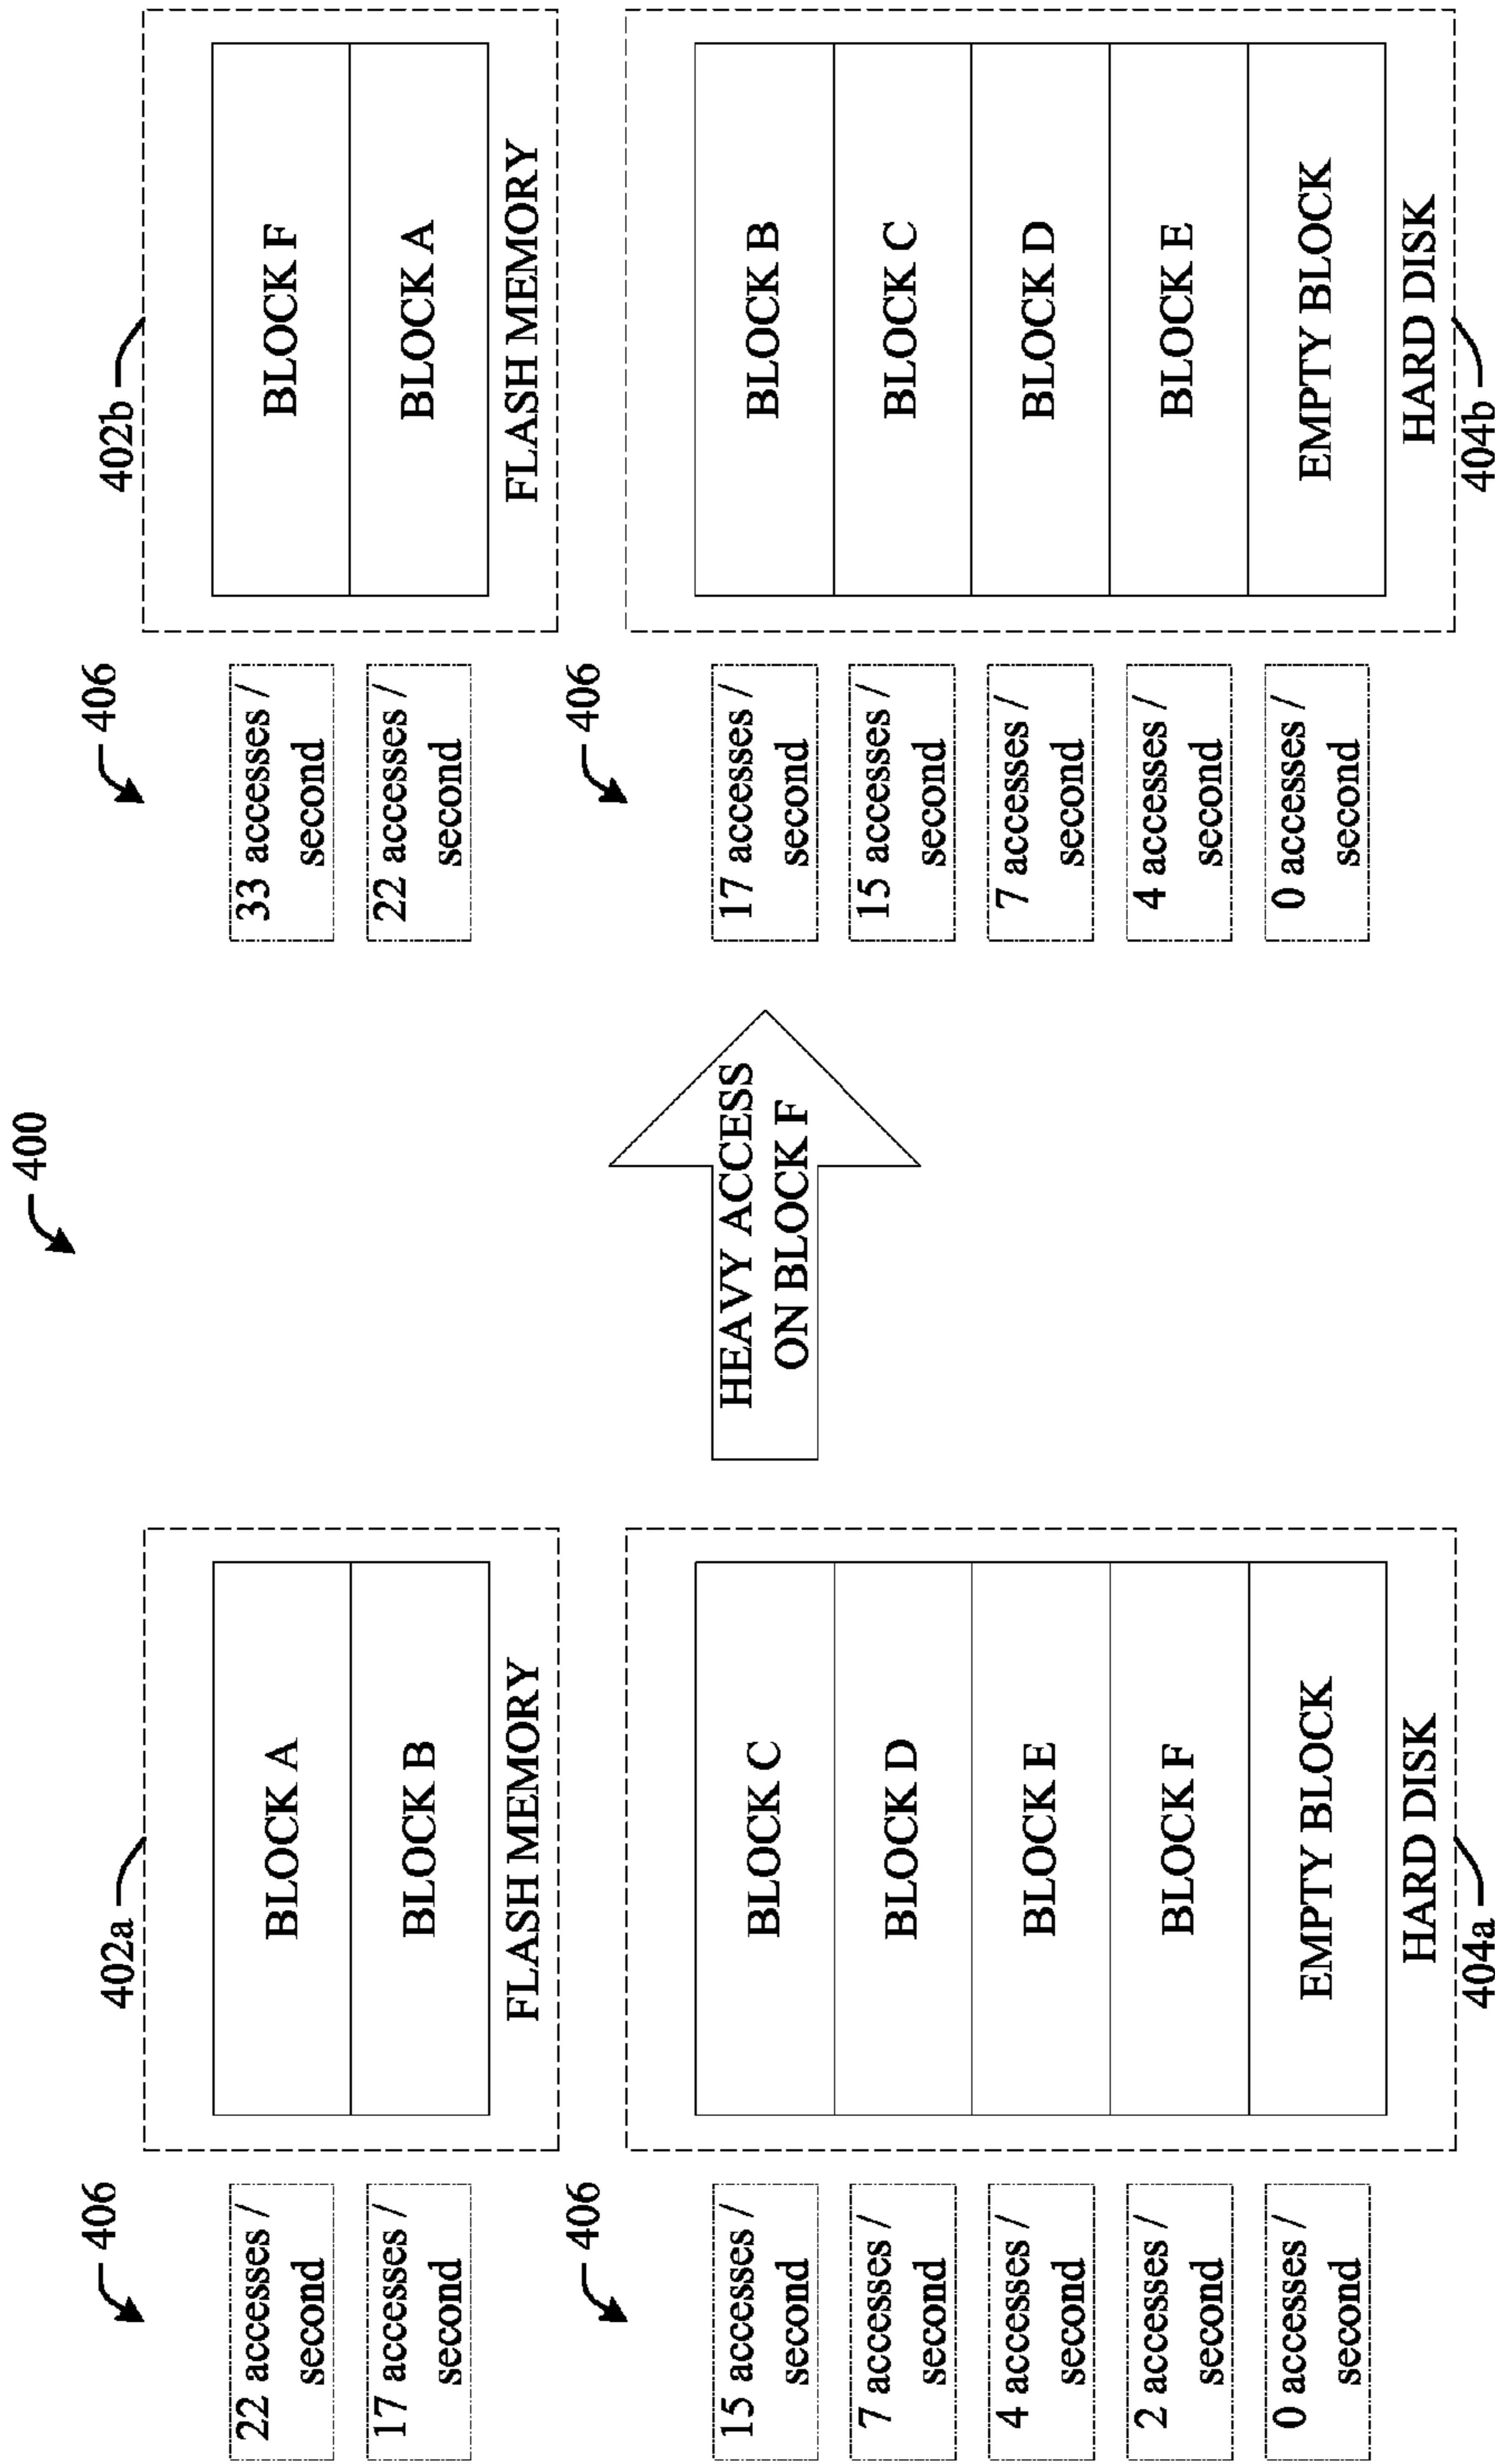 400
406
402a
22 accesses /
second
BLOCK A
17 accesses /
second
BLOCK B
FLASH MEMORY
406
15 accesses /
second
BLOCK C
7 accesses /
second
BLOCK D
4 accesses /
second
BLOCK E
2 accesses /
second
BLOCK F
0 accesses /
second
EMPTY BLOCK
HARD DISK
404a
HEAVY ACCESS
ON BLOCK F
406
402b
33 accesses /
second
BLOCK F
22 accesses /
second
BLOCK A
FLASH MEMORY
406
17 accesses /
second
BLOCK B
15 accesses /
second
BLOCK C
7 accesses /
second
BLOCK D
4 accesses /
second
BLOCK E
0 accesses /
second
EMPTY BLOCK
HARD DISK
404b